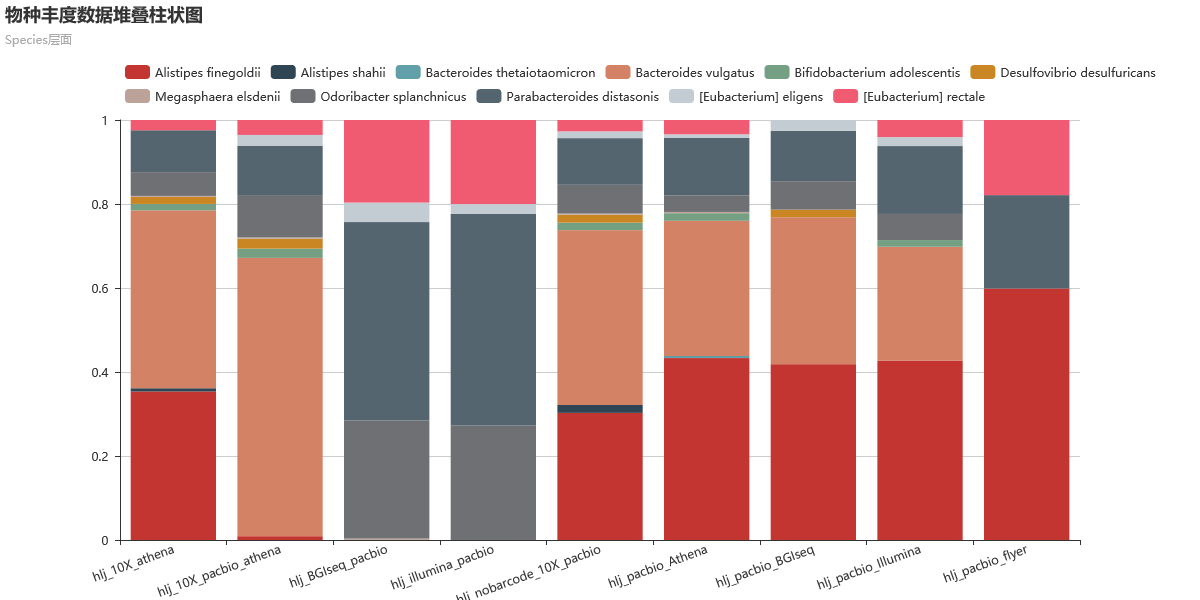 物种丰度数据堆叠柱状图
Species层面
Alistipes finegoldii Alistipes shahii Bacteroides thetaiotaomicron Bacteroides vulgatus Bifidobacterium adolescentis Desulfovibrio desulfuricans
Megasphaera elsdenii Odoribacter splanchnicus Parabacteroides distasonis [Eubacterium] eligens [Eubacterium] rectale
1
0.8
0.6
0.4
0.2
0
hlj_10X_athena
hlj_10X_pacbio_athena
hlj_BGIseq_pacbio
hlj_illumina_pacbio
hlj_nobarcode_10X_pacbio
hlj_pacbio_Athena
hlj_pacbio_BGIseq
hlj_pacbio_Illumina
hlj_pacbio_flyer